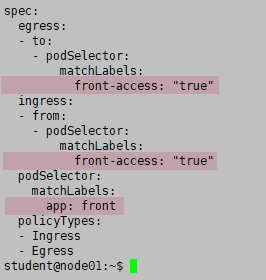 spec:
  egress:
  - to:
    - podSelector:
        matchLabels:
          front-access: "true"
  ingress:
  - from:
    - podSelector:
        matchLabels:
          front-access: "true"
  podSelector:
    matchLabels:
      app: front
  policyTypes:
  - Ingress
  - Egress
student@node01:~$